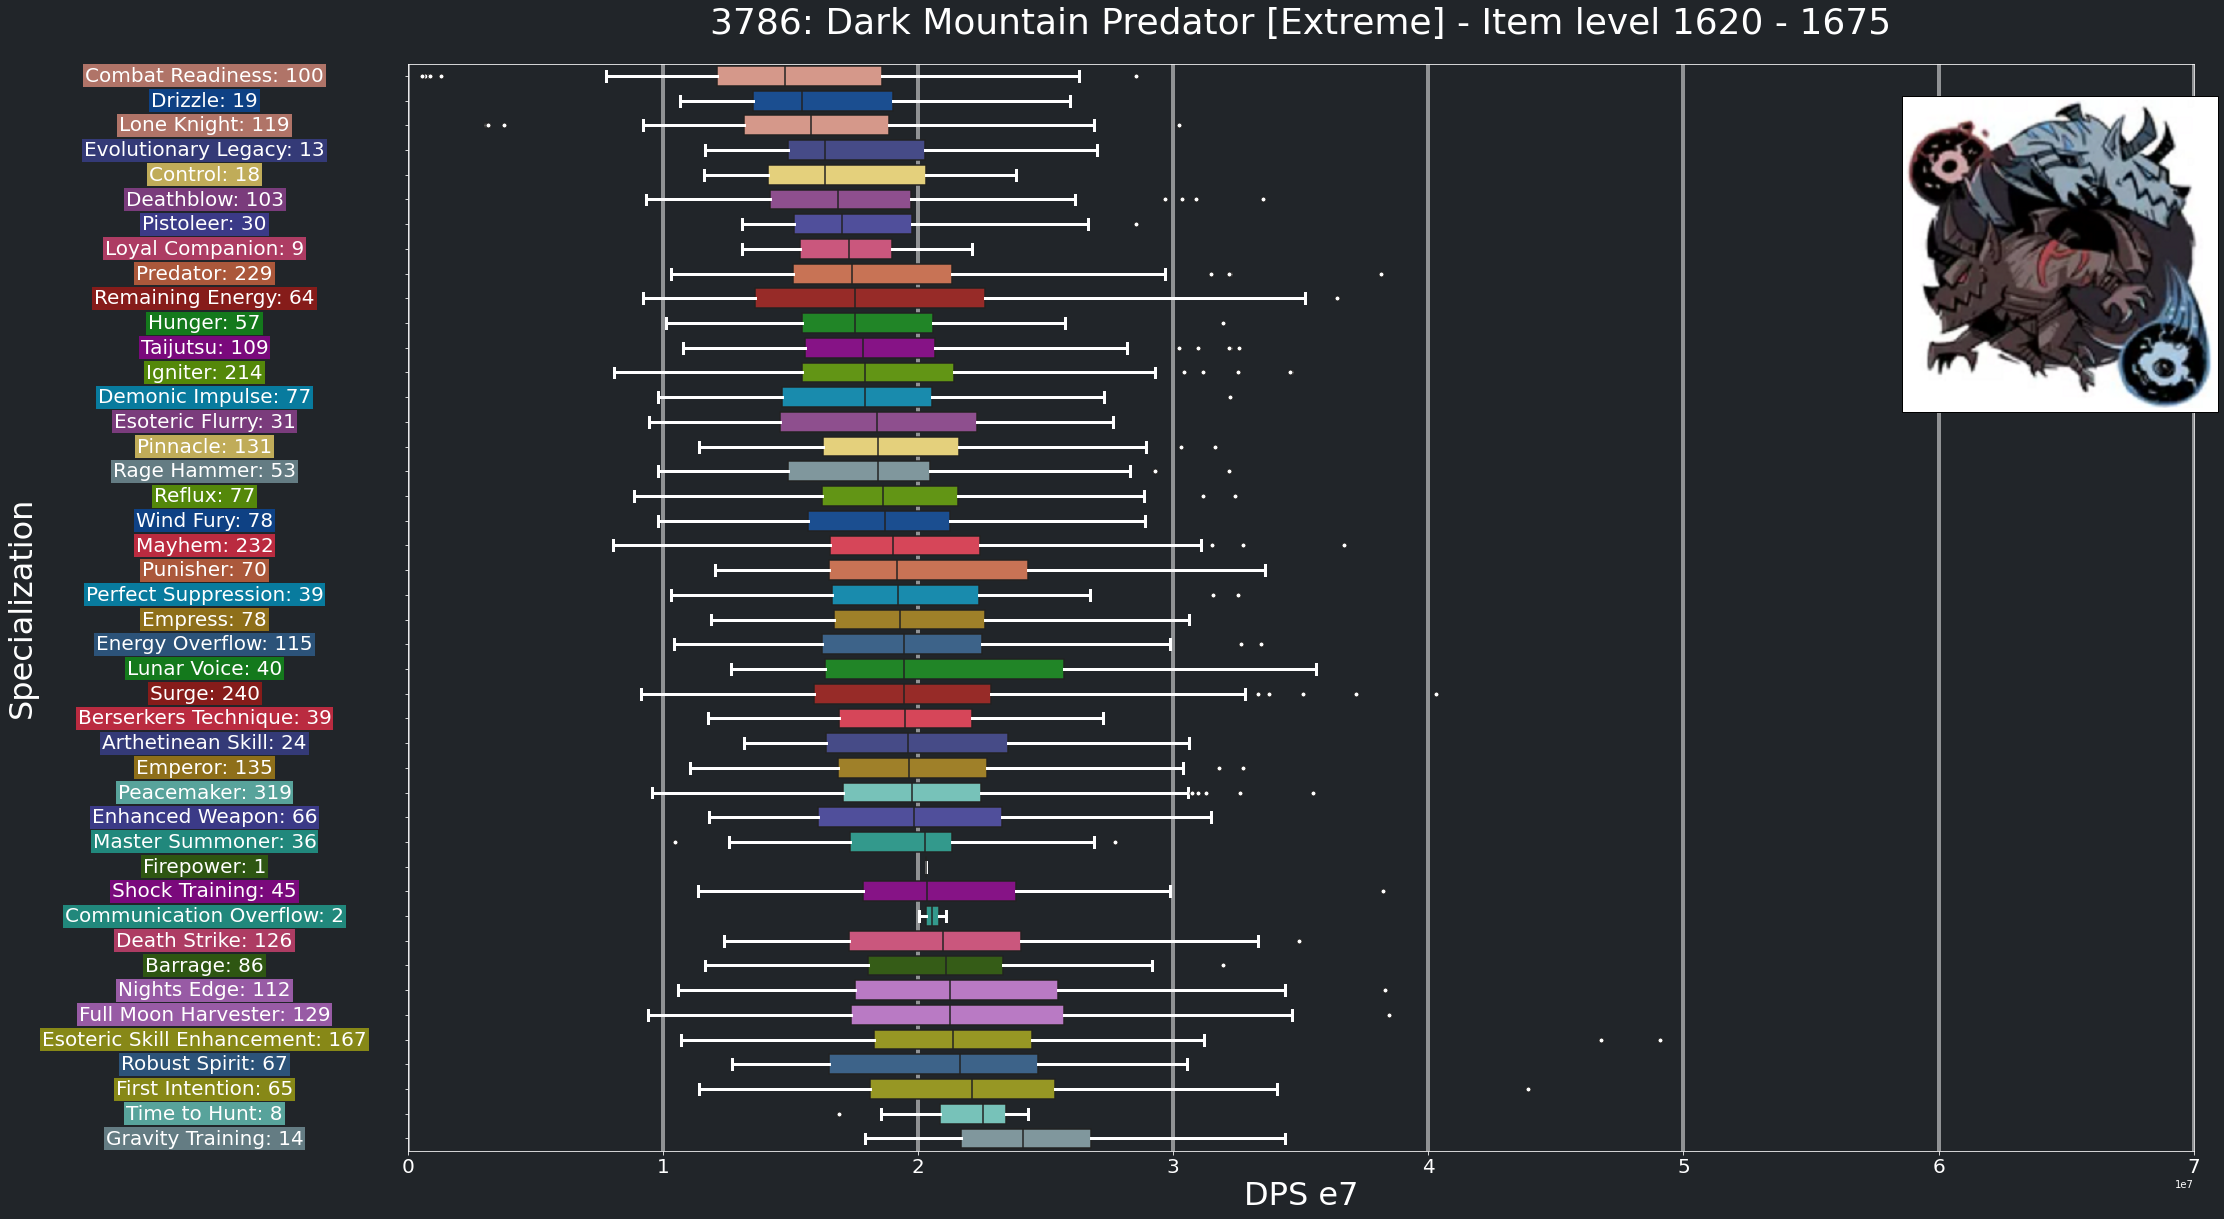 3786: Dark Mountain Predator [Extreme] - Item level 1620 - 1675
Specialization
Combat Readiness: 100
Drizzle: 19
Lone Knight: 119
Evolutionary Legacy: 13
Control: 18
Deathblow: 103
Pistoleer: 30
Loyal Companion: 9
Predator: 229
Remaining Energy: 64
Hunger: 57
Taijutsu: 109
Igniter: 214
Demonic Impulse: 77
Esoteric Flurry: 31
Pinnacle: 131
Rage Hammer: 53
Reflux: 77
Wind Fury: 78
Mayhem: 232
Punisher: 70
Perfect Suppression: 39
Empress: 78
Energy Overflow: 115
Lunar Voice: 40
Surge: 240
Berserkers Technique: 39
Arthetinean Skill: 24
Emperor: 135
Peacemaker: 319
Enhanced Weapon: 66
Master Summoner: 36
Firepower: 1
Shock Training: 45
Communication Overflow: 2
Death Strike: 126
Barrage: 86
Nights Edge: 112
Full Moon Harvester: 129
Esoteric Skill Enhancement: 167
Robust Spirit: 67
First Intention: 65
Time to Hunt: 8
Gravity Training: 14
0 1 2 3 4 5 6 7
1e7
DPS e7